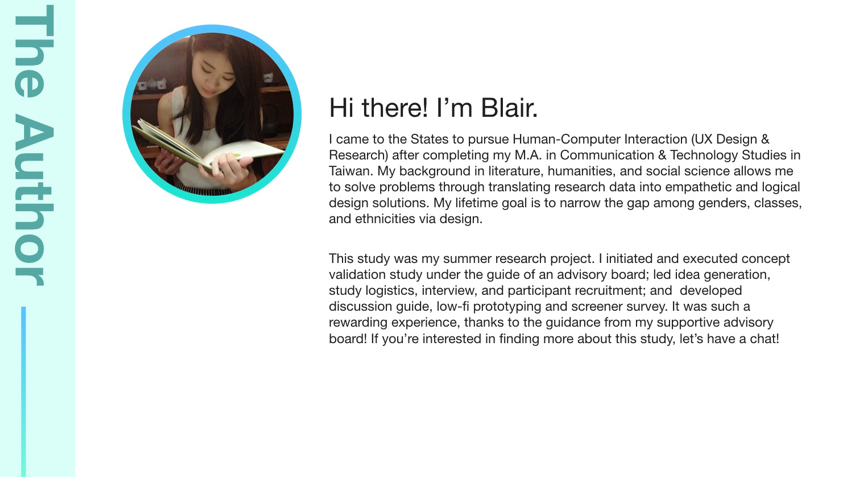 The Author
Hi there! I’m Blair.
I came to the States to pursue Human-Computer Interaction (UX Design &
Research) after completing my M.A. in Communication & Technology Studies in
Taiwan. My background in literature, humanities, and social science allows me
to solve problems through translating research data into empathetic and logical
design solutions. My lifetime goal is to narrow the gap among genders, classes,
and ethnicities via design.
This study was my summer research project. I initiated and executed concept
validation study under the guide of an advisory board; led idea generation,
study logistics, interview, and participant recruitment; and  developed
discussion guide, low-fi prototyping and screener survey. It was such a
rewarding experience, thanks to the guidance from my supportive advisory
board! If you’re interested in finding more about this study, let’s have a chat!